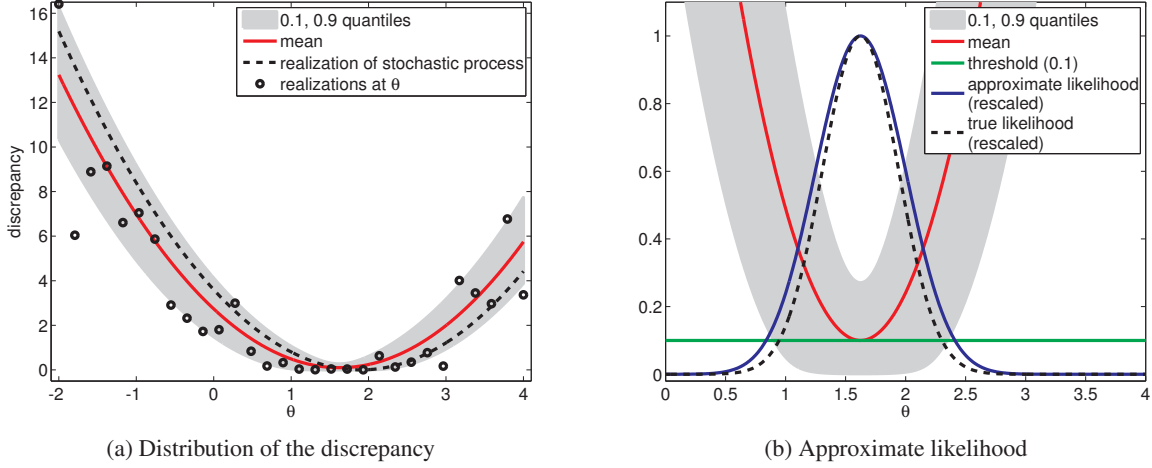 16
14
12
10
8
6
4
2
0
discrepancy
-2
-1
0
1
2
3
4
θ
0.1, 0.9 quantiles
mean
realization of stochastic process
realizations at θ
(a) Distribution of the discrepancy
1
0.8
0.6
0.4
0.2
0
0
0.5
1
1.5
2
2.5
3
3.5
4
θ
0.1, 0.9 quantiles
mean
threshold (0.1)
approximate likelihood
(rescaled)
true likelihood
(rescaled)
(b) Approximate likelihood